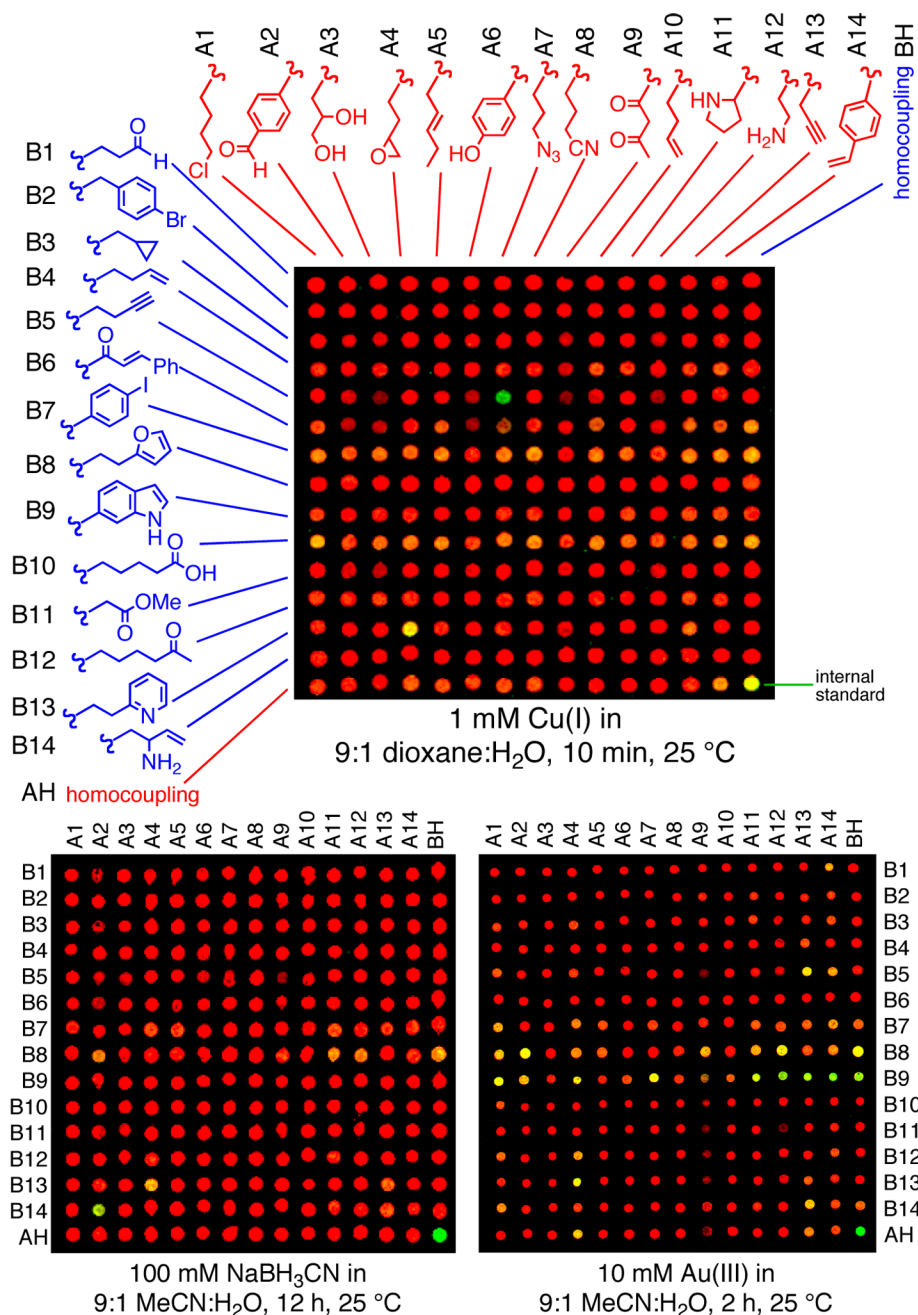 A1 A2 A3 A4 A5 A6 A7 A8 A9 A10 A11 A12 A13 A14 BH
homocoupling
Cl
O H
OH
OH
O
HO
N3
CN
O
O
HN
H2N
B1
O
H
B2
Br
B3
B4
B5
B6
O
Ph
B7
I
B8
O
B9
N
H
B10
O
OH
B11
OMe
O
B12
O
B13
N
B14
NH2
AH homocoupling
internal
standard
1 mM Cu(I) in
9:1 dioxane:H2O, 10 min, 25 °C
A1 A2 A3 A4 A5 A6 A7 A8 A9 A10 A11 A12 A13 A14 BH
B1
B2
B3
B4
B5
B6
B7
B8
B9
B10
B11
B12
B13
B14
AH
100 mM NaBH3CN in
9:1 MeCN:H2O, 12 h, 25 °C
A1 A2 A3 A4 A5 A6 A7 A8 A9 A10 A11 A12 A13 A14 BH
B1
B2
B3
B4
B5
B6
B7
B8
B9
B10
B11
B12
B13
B14
AH
10 mM Au(III) in
9:1 MeCN:H2O, 2 h, 25 °C